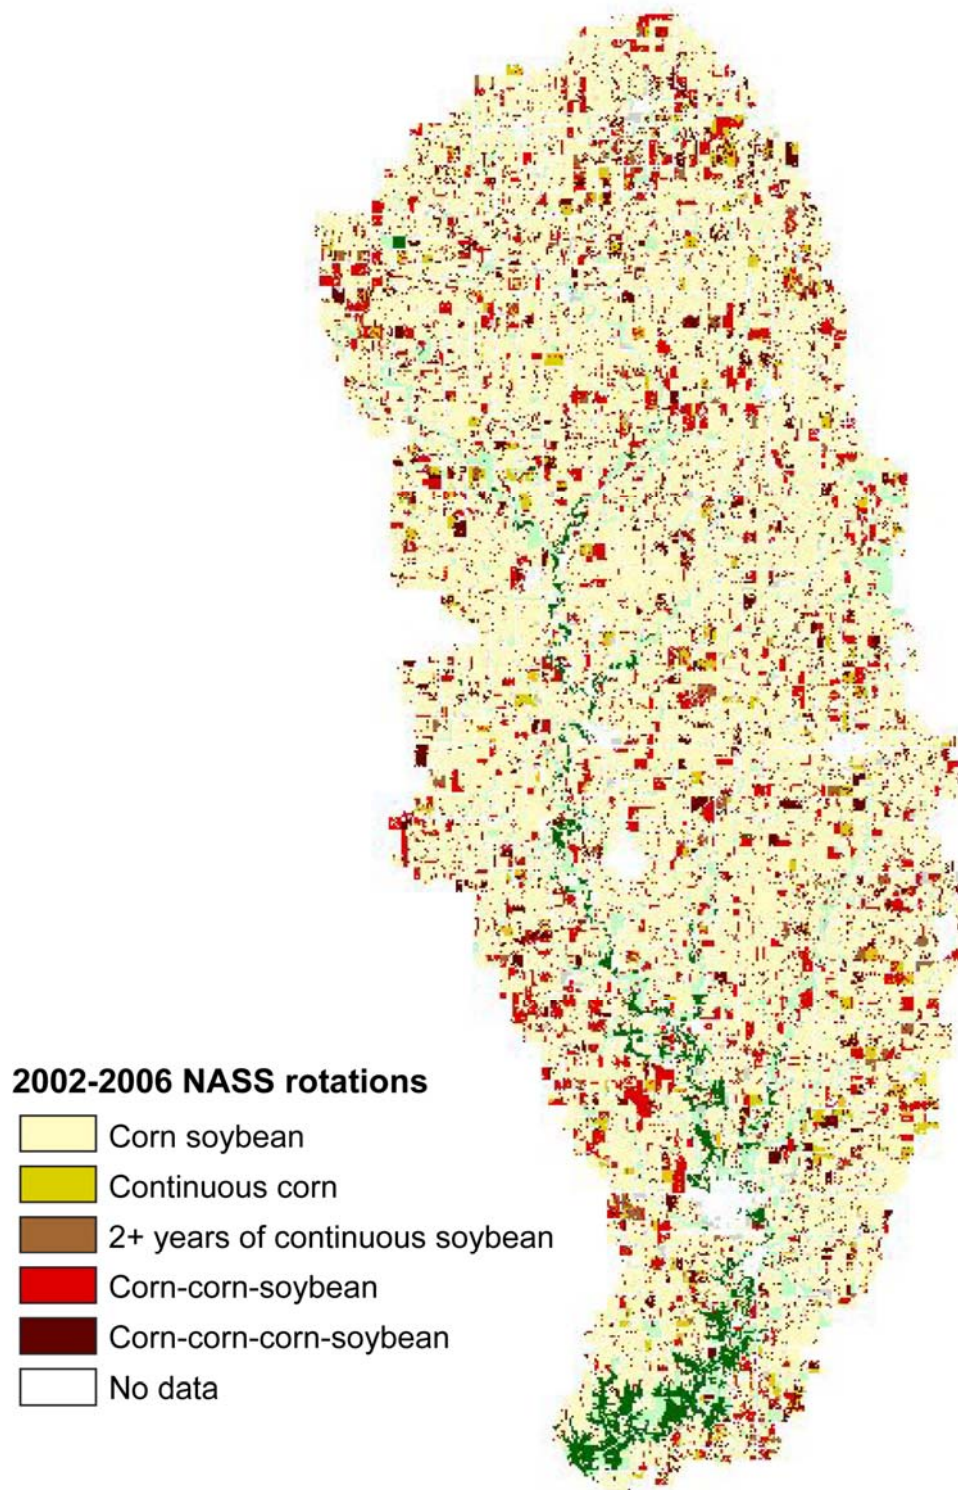 2002-2006 NASS rotations
Corn soybean
Continuous corn
2+ years of continuous soybean
Corn-corn-soybean
Corn-corn-corn-soybean
No data